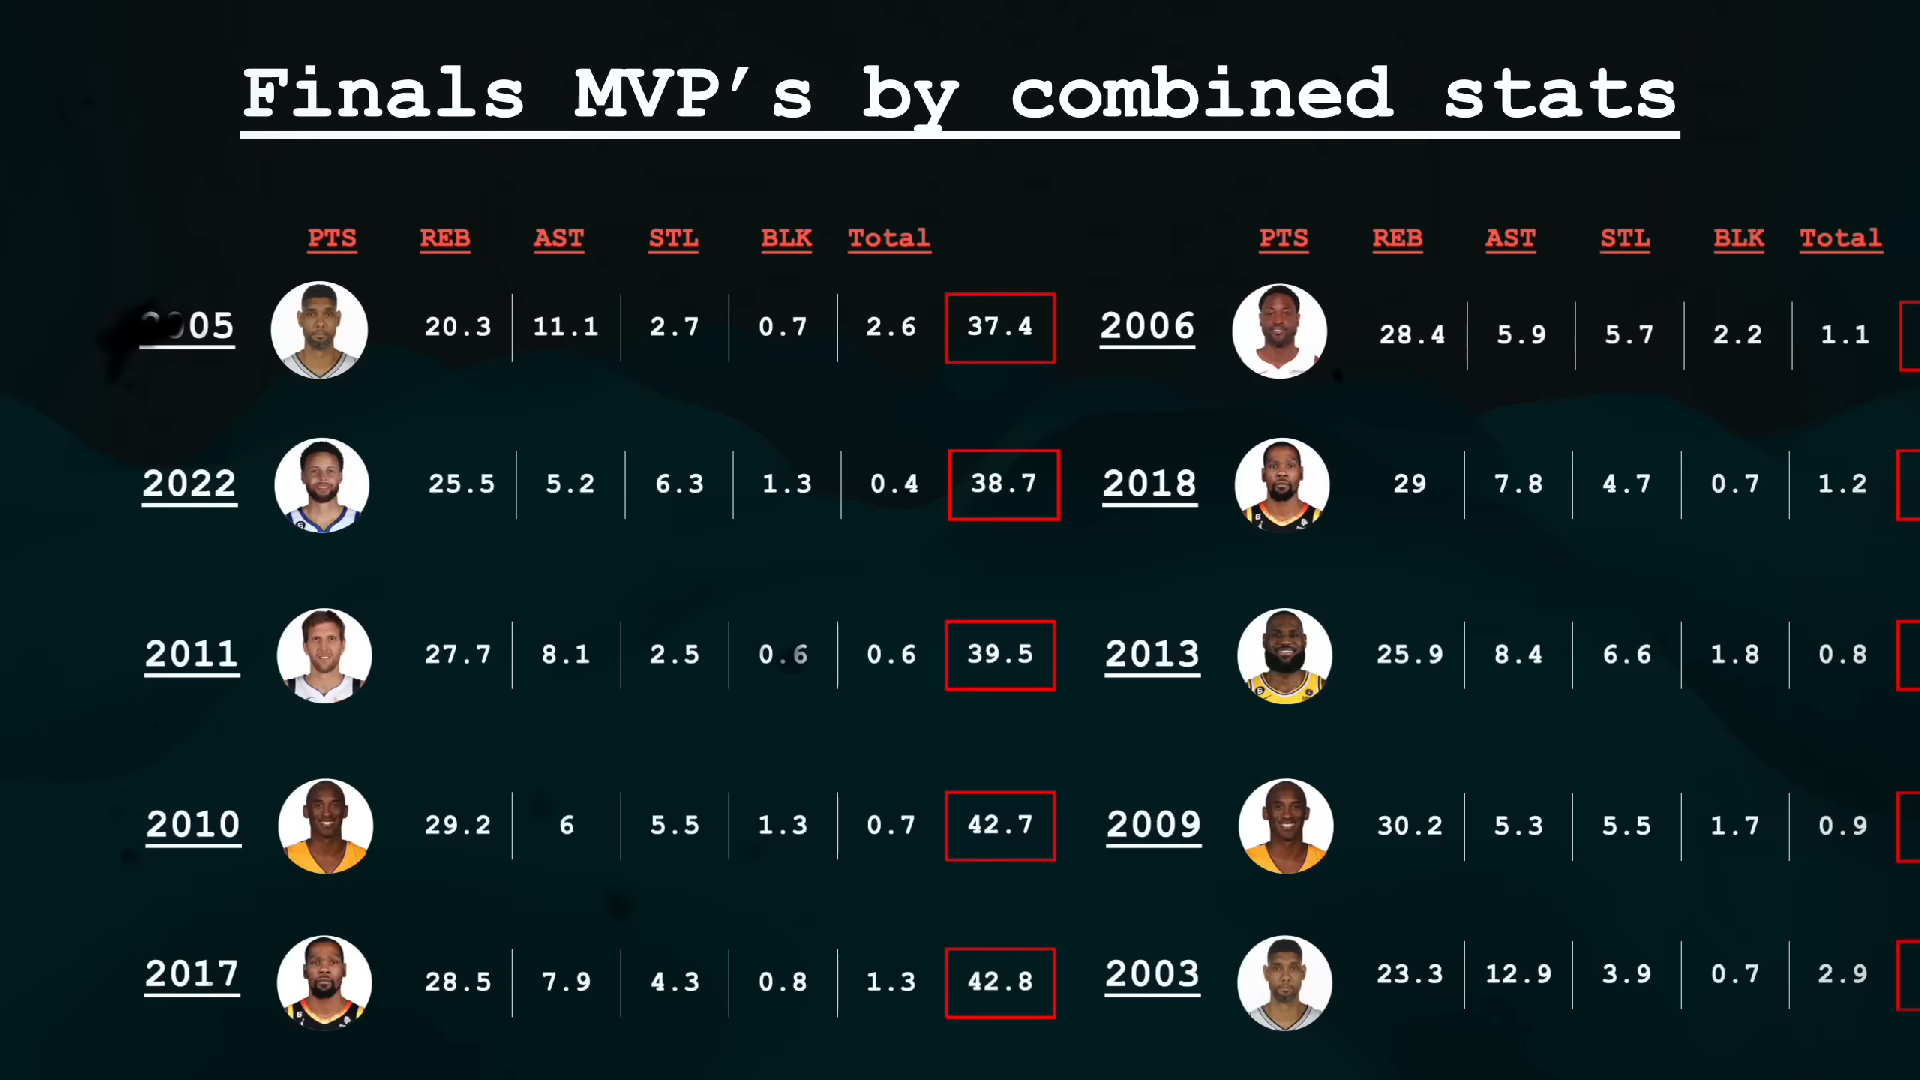 Finals MVP’s by combined stats
PTS REB AST STL BLK Total PTS REB AST STL BLK Total
2005 20.3 11.1 2.7 0.7 2.6 37.4 2006 28.4 5.9 5.7 2.2 1.1
2022 25.5 5.2 6.3 1.3 0.4 38.7 2018 29 7.8 4.7 0.7 1.2
2011 27.7 8.1 2.5 0.6 0.6 39.5 2013 25.9 8.4 6.6 1.8 0.8
2010 29.2 6 5.5 1.3 0.7 42.7 2009 30.2 5.3 5.5 1.7 0.9
2017 28.5 7.9 4.3 0.8 1.3 42.8 2003 23.3 12.9 3.9 0.7 2.9